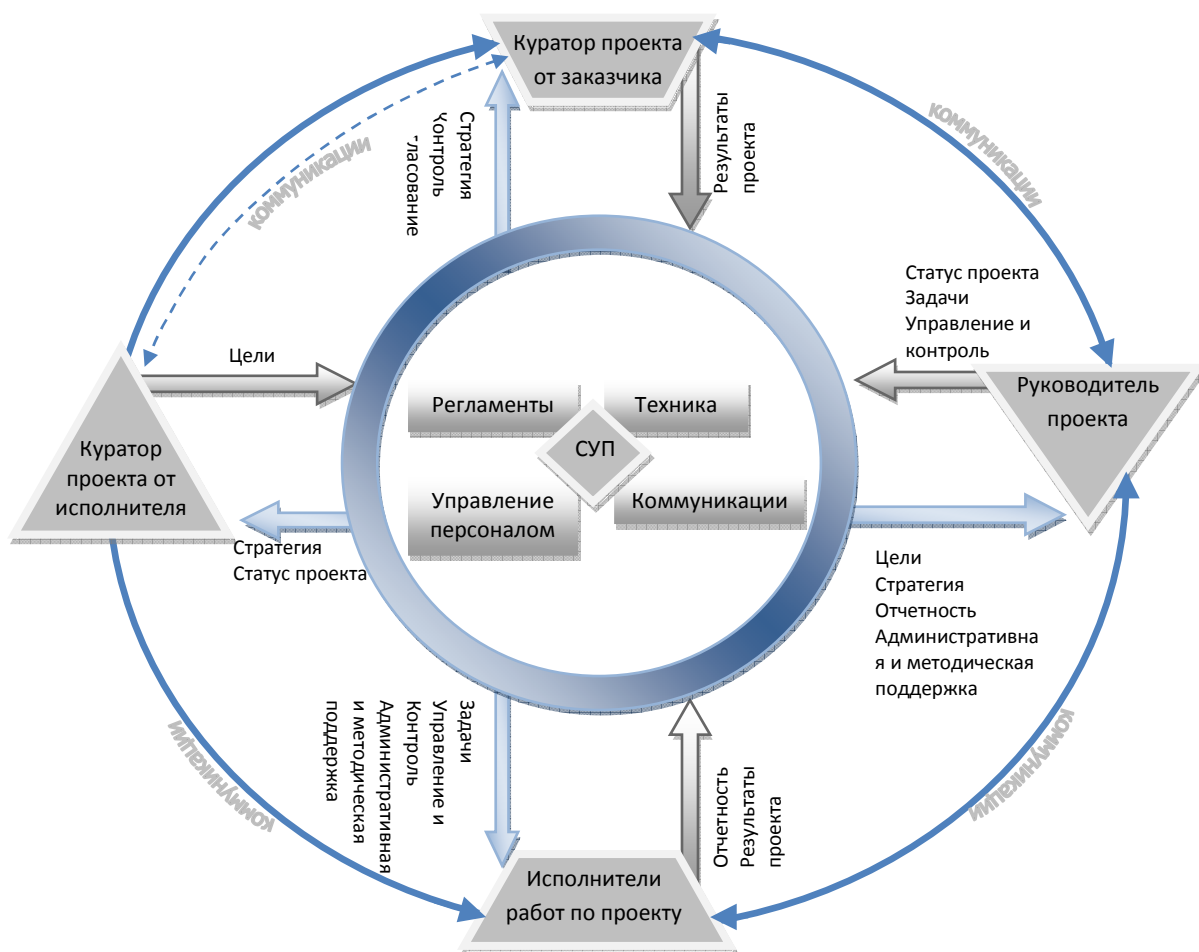 Куратор проекта
от заказчика
коммуникации
коммуникации
Стратегия
Контроль
гласование
Результаты
проекта
Статус проекта
Задачи
Управление и
контроль
Цели
Руководитель
проекта
Регламенты
Техника
СУП
Куратор
проекта от
исполнителя
Управление
персоналом
Коммуникации
Стратегия
Статус проекта
Цели
Стратегия
Отчетность
Административна
я и методическая
поддержка
Задачи
Управление и
Контроль
Административная
и методическая
поддержка
Отчетность
Результаты
проекта
коммуникации
коммуникации
Исполнители
работ по проекту